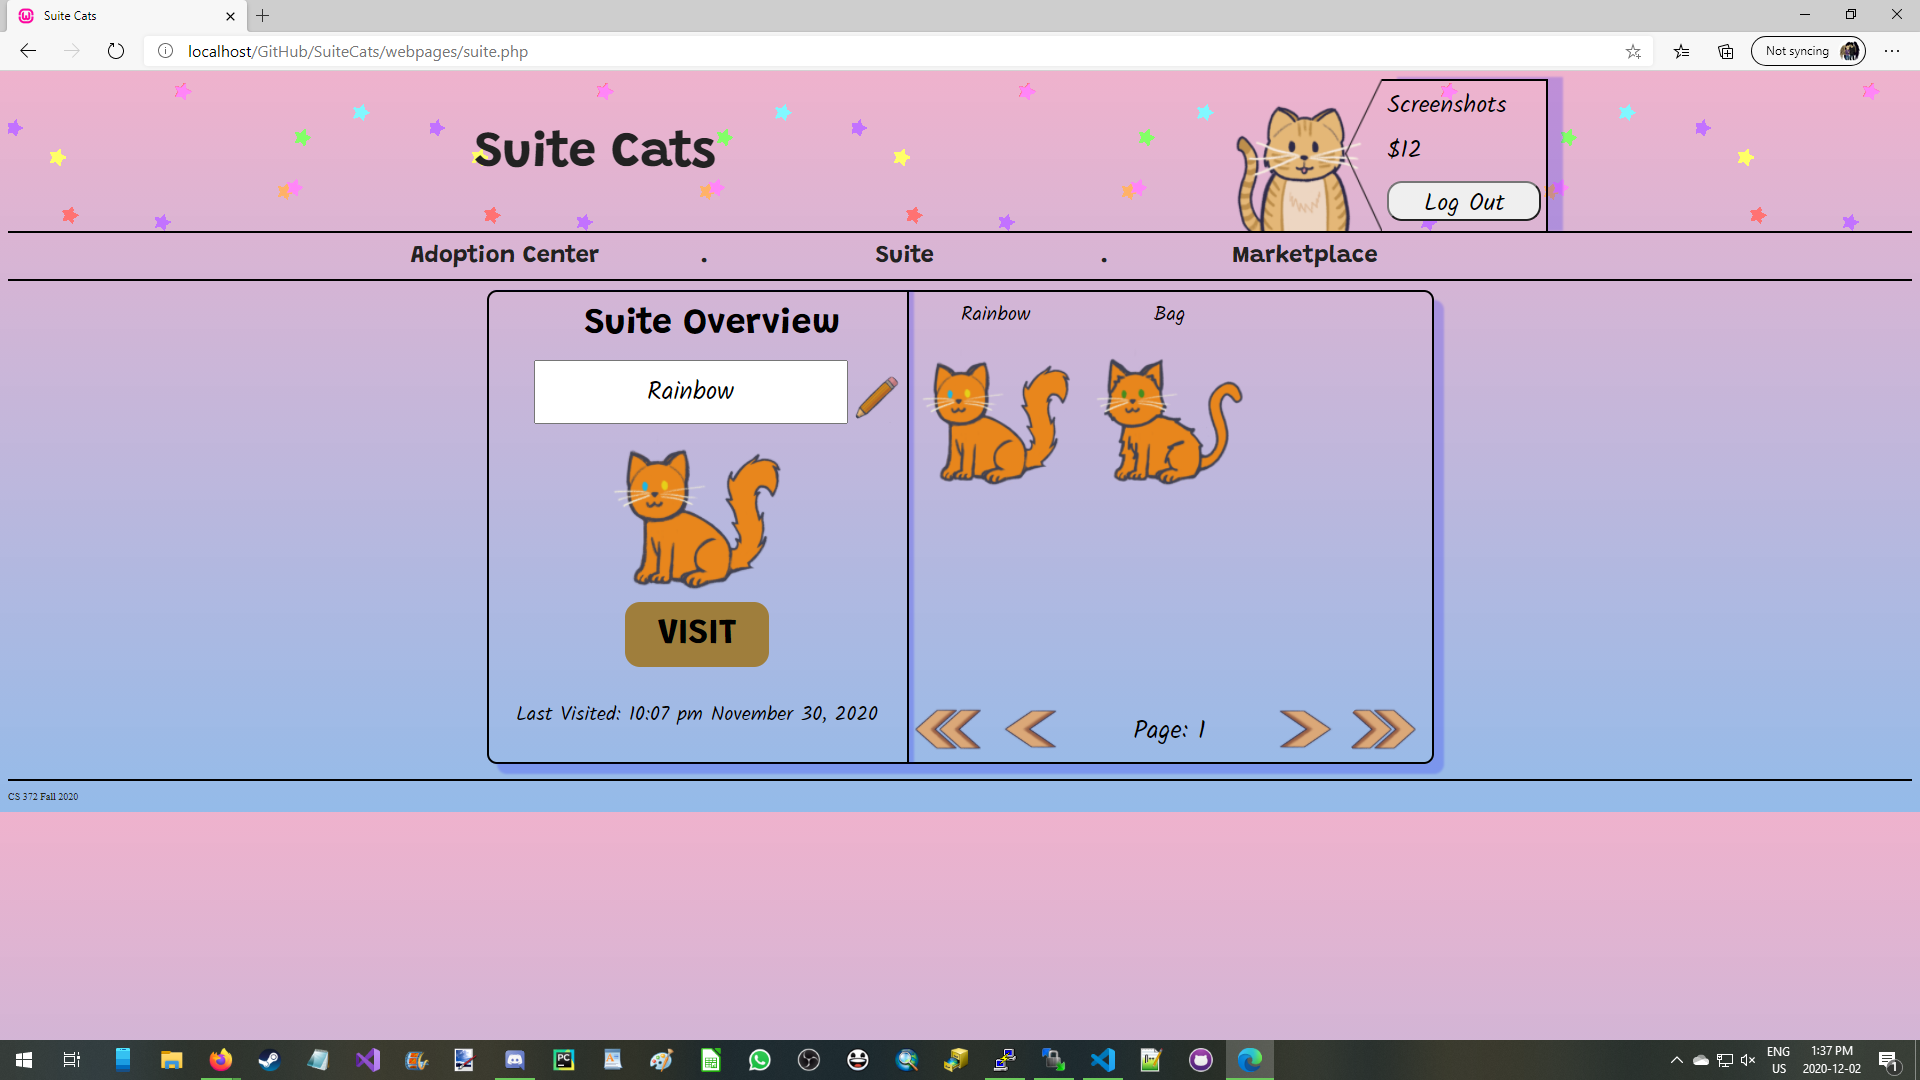 Suite Cats
localhost/GitHub/SuiteCats/webpages/suite.php
Not syncing
Suite Cats
Screenshots
$12
Log Out
Adoption Center . Suite . Marketplace
Suite Overview
Rainbow
VISIT
Last Visited: 10:07 pm November 30, 2020
Rainbow Bag
Page: 1
CS 372 Fall 2020
PC
ENG
US
1:37 PM
2020-12-02
1